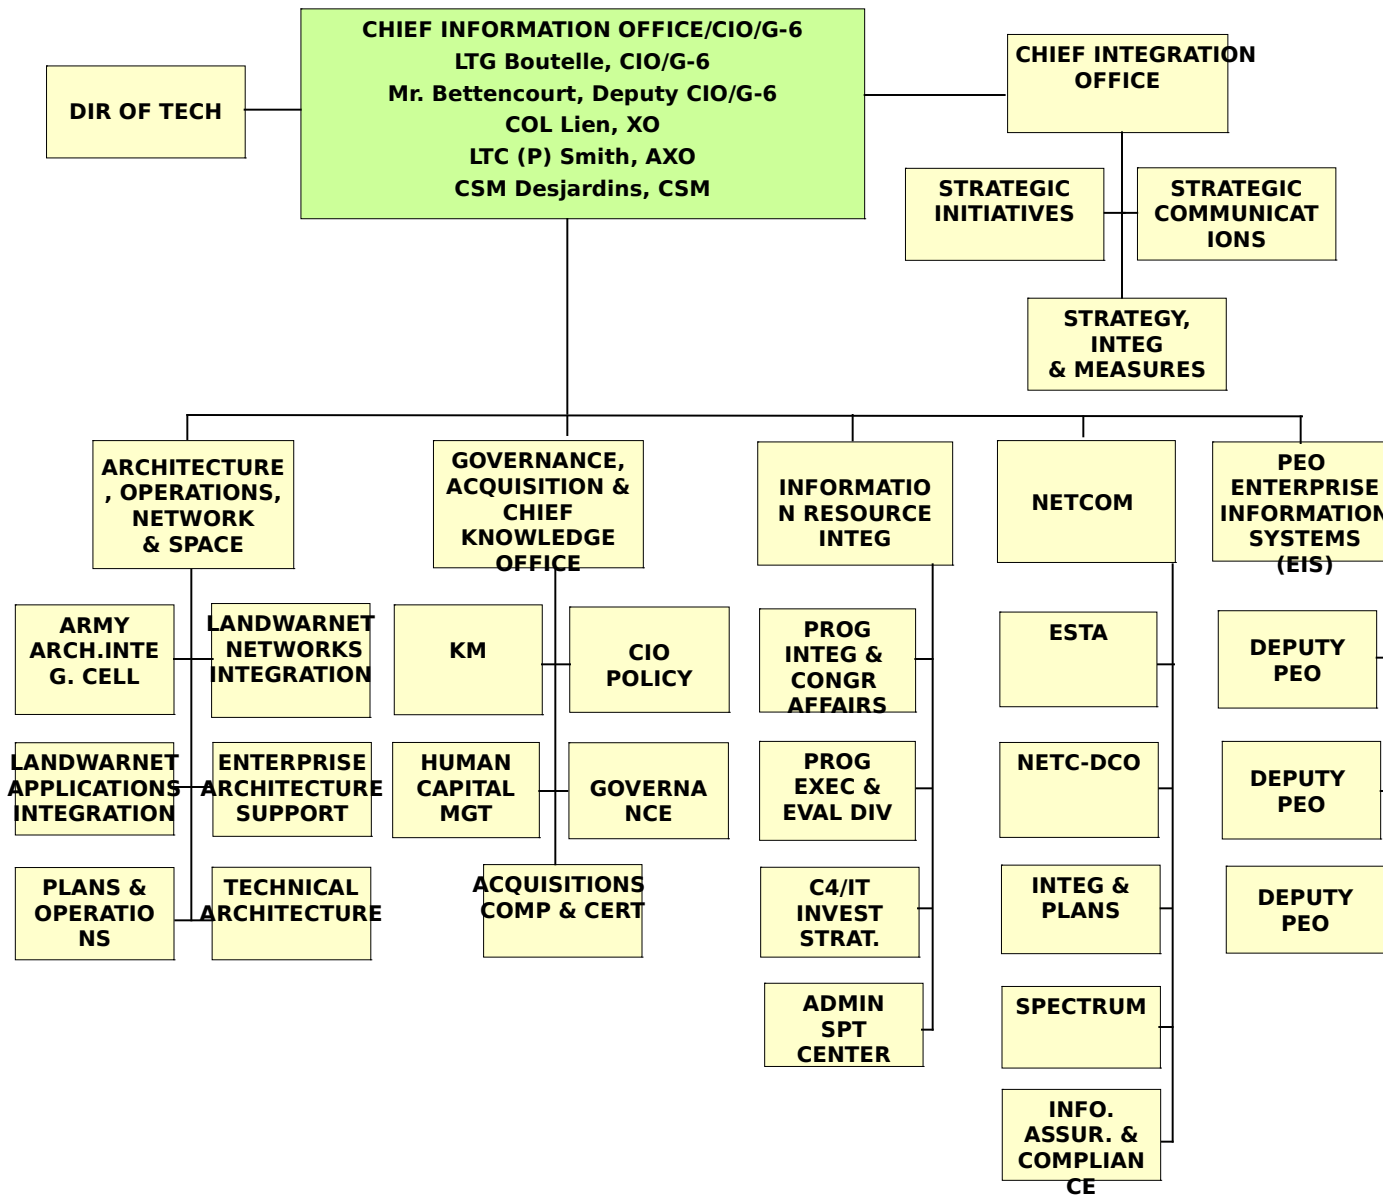 CHIEF INFORMATION OFFICE/CIO/G-6
LTG Boutelle, CIO/G-6
Mr. Bettencourt, Deputy CIO/G-6
COL Lien, XO
LTC (P) Smith, AXO
CSM Desjardins, CSM
DIR OF TECH
CHIEF INTEGRATION
OFFICE
STRATEGIC
INITIATIVES
STRATEGIC
COMMUNICAT
IONS
STRATEGY,
INTEG
& MEASURES
ARCHITECTURE
, OPERATIONS,
NETWORK
& SPACE
GOVERNANCE,
ACQUISITION &
CHIEF
KNOWLEDGE
OFFICE
INFORMATIO
N RESOURCE
INTEG
NETCOM
PEO
ENTERPRISE
INFORMATION
SYSTEMS
(EIS)
ARMY
ARCH.INTE
G. CELL
LANDWARNET
NETWORKS
INTEGRATION
KM
CIO
POLICY
PROG
INTEG &
CONGR
AFFAIRS
ESTA
DEPUTY
PEO
LANDWARNET
APPLICATIONS
INTEGRATION
ENTERPRISE
ARCHITECTURE
SUPPORT
HUMAN
CAPITAL
MGT
GOVERNA
NCE
PROG
EXEC &
EVAL DIV
NETC-DCO
DEPUTY
PEO
PLANS &
OPERATIO
NS
TECHNICAL
ARCHITECTURE
ACQUISITIONS
COMP & CERT
C4/IT
INVEST
STRAT.
INTEG &
PLANS
DEPUTY
PEO
ADMIN
SPT
CENTER
SPECTRUM
INFO.
ASSUR. &
COMPLIAN
CE